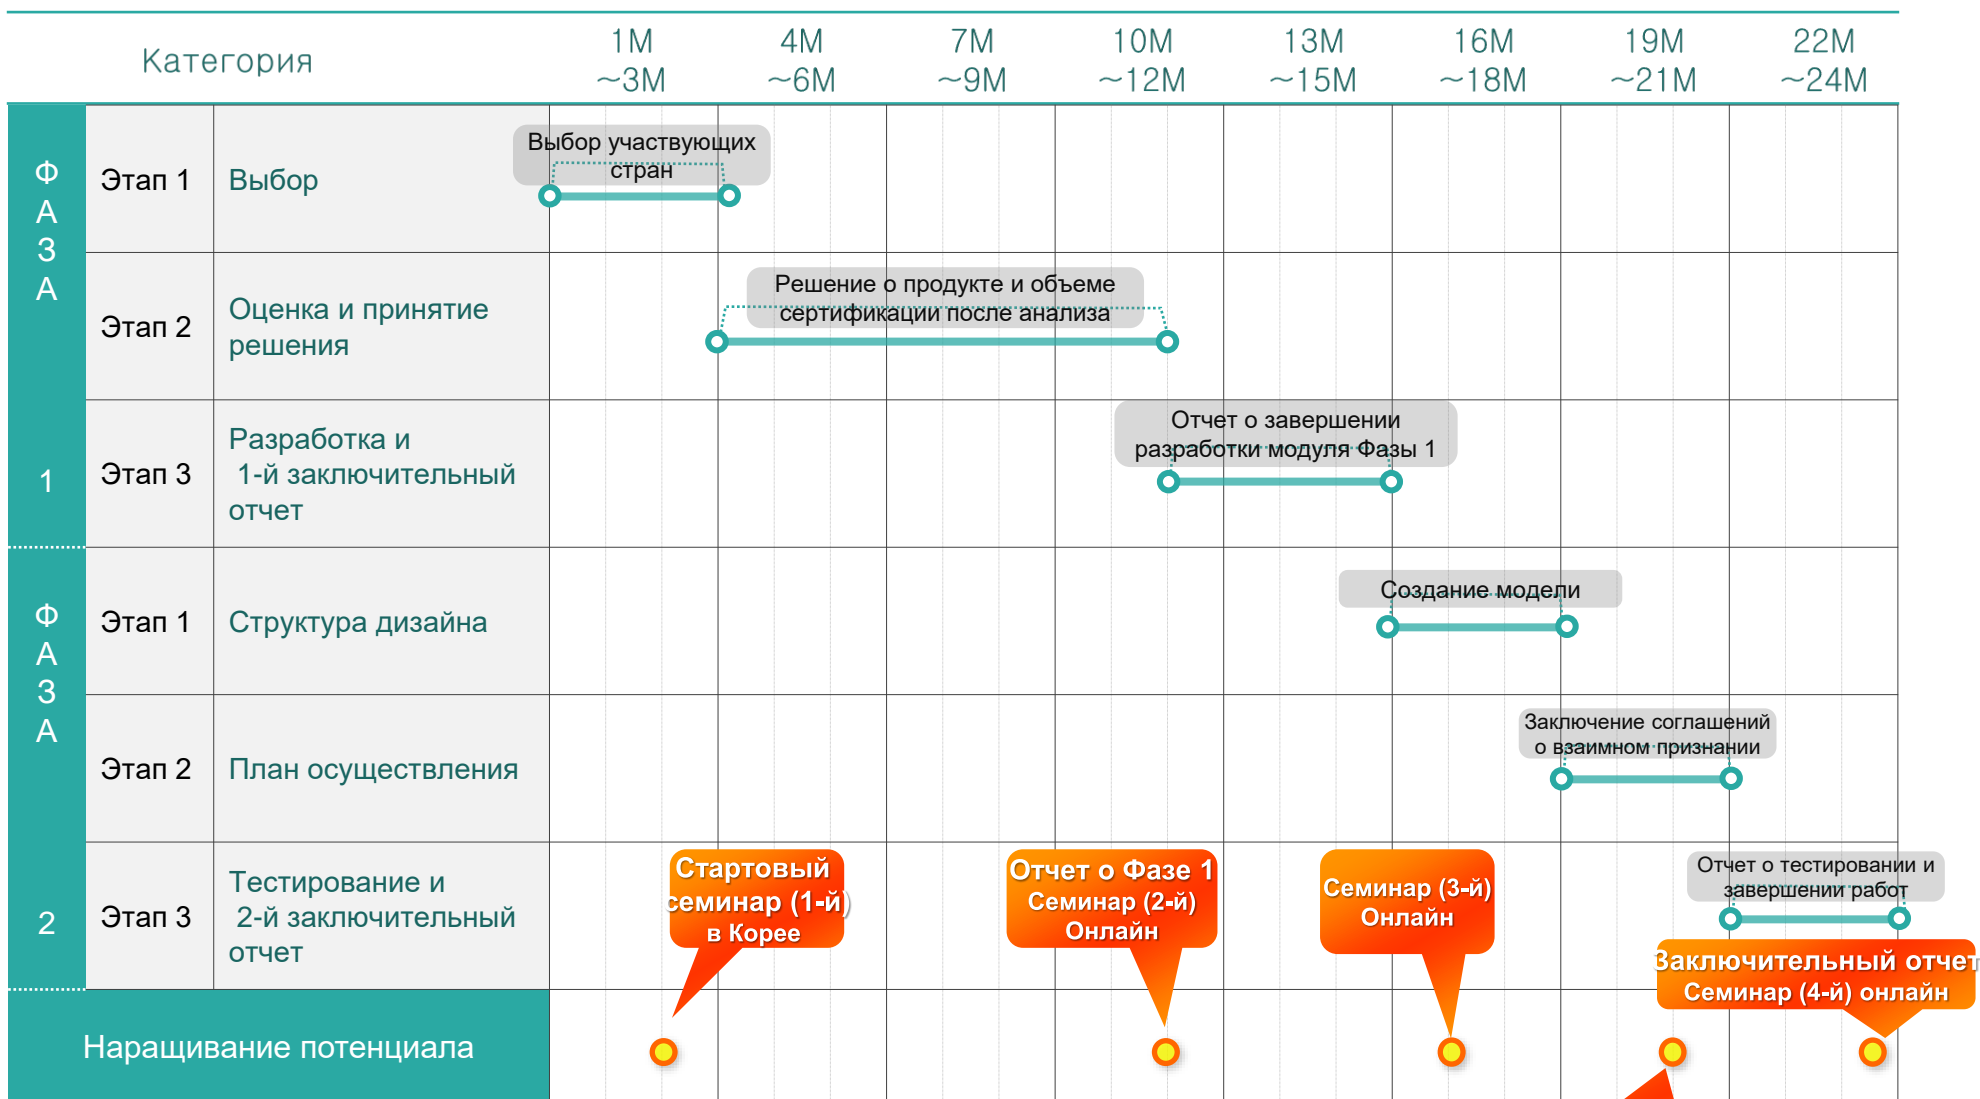 Категория
1M
~3M
4M
~6M
7M
~9M
10M
~12M
13M
~15M
16M
~18M
19M
~21M
22M
~24M
ФАЗА
1
Этап 1
Выбор
Выбор участвующих
стран
Этап 2
Оценка и принятие
решения
Решение о продукте и объеме
сертификации после анализа
Этап 3
Разработка и
1-й заключительный
отчет
Отчет о завершении
разработки модуля Фазы 1
ФАЗА
2
Этап 1
Структура дизайна
Создание модели
Этап 2
План осуществления
Заключение соглашений
о взаимном признании
Этап 3
Тестирование и
2-й заключительный
отчет
Отчет о тестировании и
завершении работ
Стартовый
семинар (1-й)
в Корее
Отчет о Фазе 1
Семинар (2-й)
Онлайн
Семинар (3-й)
Онлайн
Заключительный отчет
Семинар (4-й) онлайн
Наращивание потенциала